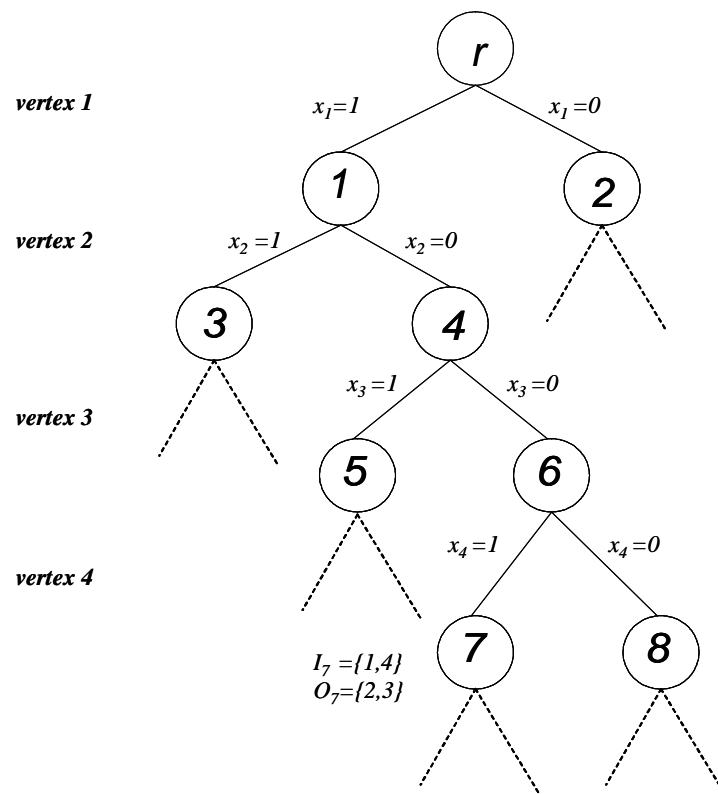 r
vertex 1
x₁=1
x₁=0
1
2
vertex 2
x₂=1
x₂=0
3
4
x₃=1
x₃=0
vertex 3
5
6
x₄=1
x₄=0
vertex 4
7
8
I₇={1,4}
O₇={2,3}